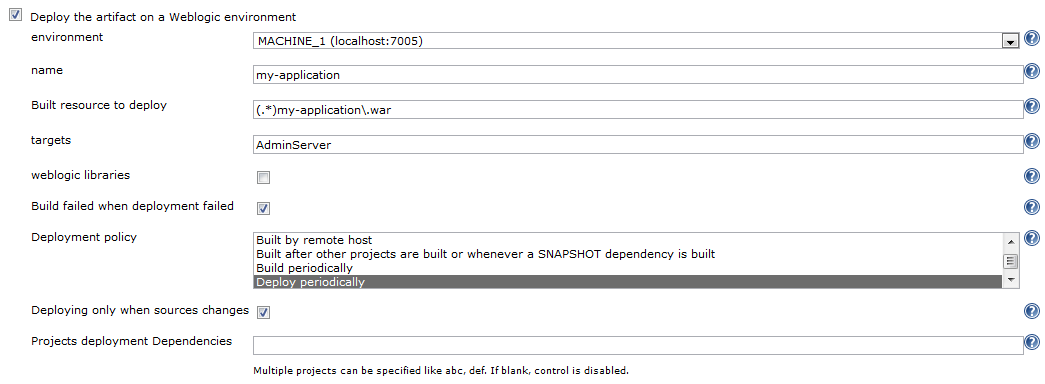 Deploy the artifact on a Weblogic environment
environment
MACHINE_1 (localhost:7005)
name
my-application
Built resource to deploy
(.*)my-application\.war
targets
AdminServer
weblogic libraries
Build failed when deployment failed
Deployment policy
Built by remote host
Built after other projects are built or whenever a SNAPSHOT dependency is built
Build periodically
Deploy periodically
Deploying only when sources changes
Projects deployment Dependencies
Multiple projects can be specified like abc, def. If blank, control is disabled.